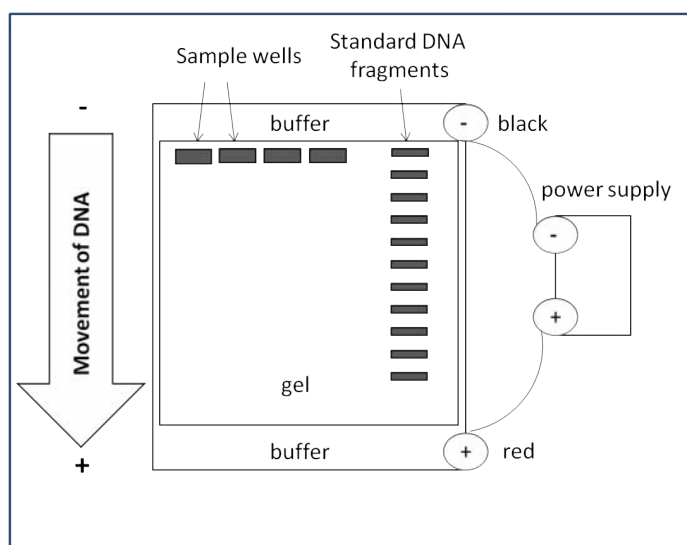 Sample wells
Standard DNA
fragments
-
buffer
-
black
power supply
-
Movement of DNA
+
gel
+
buffer
+
red